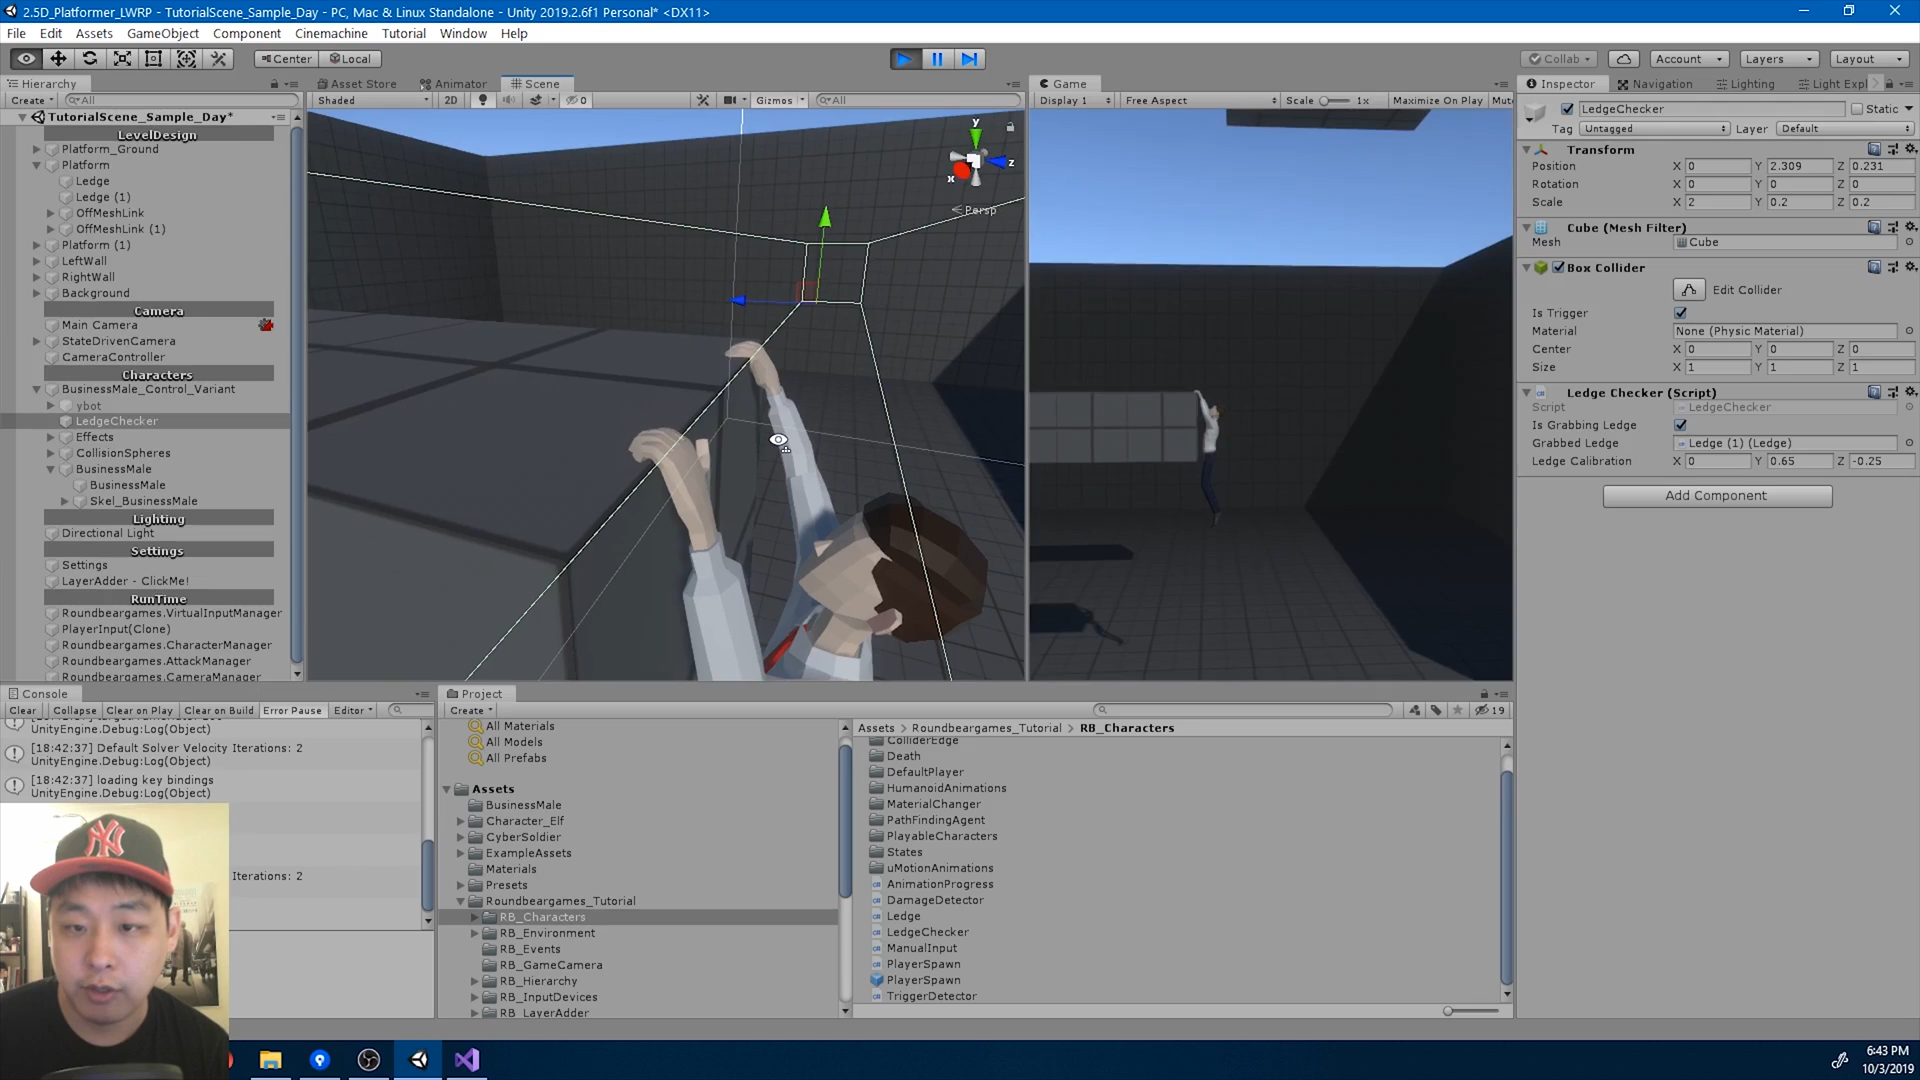 2.5D_Platformer_LWRP - TutorialScene_Sample_Day - PC, Mac & Linux Standalone - Unity 2019.2.6f1 Personal* <DX11>
File Edit Assets GameObject Component Cinemachine Tutorial Window Help
Center Local
Collab Account Layers Layout
Hierarchy
Create All
TutorialScene_Sample_Day*
LevelDesign
Platform_Ground
Platform
Ledge
Ledge (1)
OffMeshLink
OffMeshLink (1)
Platform (1)
LeftWall
RightWall
Background
Camera
Main Camera
StateDrivenCamera
CameraController
Characters
BusinessMale_Control_Variant
ybot
LedgeChecker
Effects
CollisionSpheres
BusinessMale
BusinessMale
Skel_BusinessMale
Lighting
Directional Light
Settings
Settings
LayerAdder - ClickMe!
RunTime
Roundbeargames.VirtualInputManager
PlayerInput(Clone)
Roundbeargames.CharacterManager
Roundbeargames.AttackManager
Roundbeargames.CameraManager
Asset Store Animator Scene
Shaded 2D 0 Gizmos All
y
z
x
Persp
Game
Display 1 Free Aspect Scale 1x Maximize On Play Mut
Inspector Navigation Lighting Light Expl
LedgeChecker Static
Tag Untagged Layer Default
Transform
Position X 0 Y 2.309 Z 0.231
Rotation X 0 Y 0 Z 0
Scale X 2 Y 0.2 Z 0.2
Cube (Mesh Filter)
Mesh Cube
Box Collider
Edit Collider
Is Trigger
Material None (Physic Material)
Center X 0 Y 0 Z 0
Size X 1 Y 1 Z 1
Ledge Checker (Script)
Script LedgeChecker
Is Grabbing Ledge
Grabbed Ledge Ledge (1) (Ledge)
Ledge Calibration X 0 Y 0.65 Z -0.25
Add Component
Console
Clear Collapse Clear on Play Clear on Build Error Pause Editor
UnityEngine.Debug:Log(Object)
[18:42:37] Default Solver Velocity Iterations: 2
UnityEngine.Debug:Log(Object)
[18:42:37] loading key bindings
UnityEngine.Debug:Log(Object)
Iterations: 2
Project
Create 19
All Materials
All Models
All Prefabs
Assets
BusinessMale
Character_Elf
CyberSoldier
ExampleAssets
Materials
Presets
Roundbeargames_Tutorial
RB_Characters
RB_Environment
RB_Events
RB_GameCamera
RB_Hierarchy
RB_InputDevices
RB_LayerAdder
Assets > Roundbeargames_Tutorial > RB_Characters
ColliderEdge
Death
DefaultPlayer
HumanoidAnimations
MaterialChanger
PathFindingAgent
PlayableCharacters
States
uMotionAnimations
AnimationProgress
DamageDetector
Ledge
LedgeChecker
ManualInput
PlayerSpawn
PlayerSpawn
TriggerDetector
6:43 PM
10/3/2019